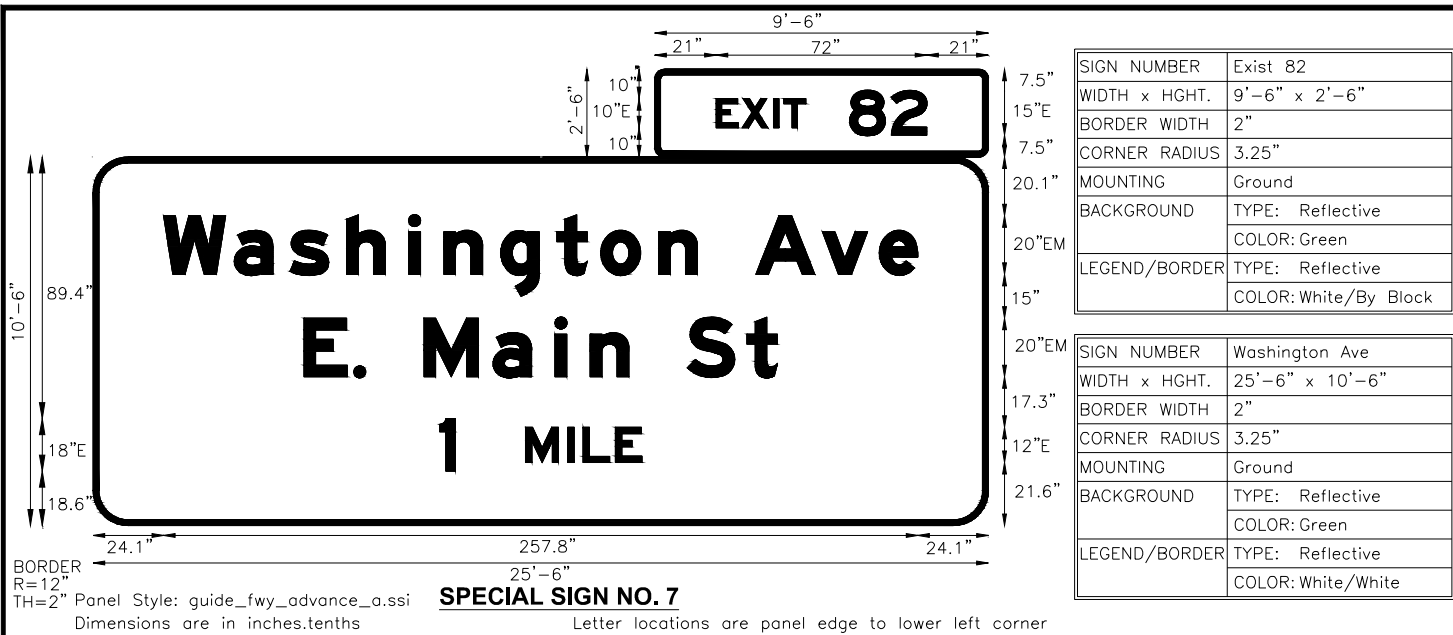 9'-6"
21" 72" 21"
2'-6"
10"
10"E
10"
EXIT 82
7.5"
15"E
7.5"
10'-6"
89.4"
18"E
18.6"
Washington Ave
E. Main St
1 MILE
20.1"
20"EM
15"
20"EM
17.3"
12"E
21.6"
24.1" 257.8" 24.1"
25'-6"
BORDER
R=12"
TH=2"
Panel Style: guide_fwy_advance_a.ssi
SPECIAL SIGN NO. 7
Dimensions are in inches.tenths
Letter locations are panel edge to lower left corner
SIGN NUMBER Exist 82
WIDTH x HGHT. 9'-6" x 2'-6"
BORDER WIDTH 2"
CORNER RADIUS 3.25"
MOUNTING Ground
BACKGROUND TYPE: Reflective
COLOR: Green
LEGEND/BORDER TYPE: Reflective
COLOR: White/By Block
SIGN NUMBER Washington Ave
WIDTH x HGHT. 25'-6" x 10'-6"
BORDER WIDTH 2"
CORNER RADIUS 3.25"
MOUNTING Ground
BACKGROUND TYPE: Reflective
COLOR: Green
LEGEND/BORDER TYPE: Reflective
COLOR: White/White